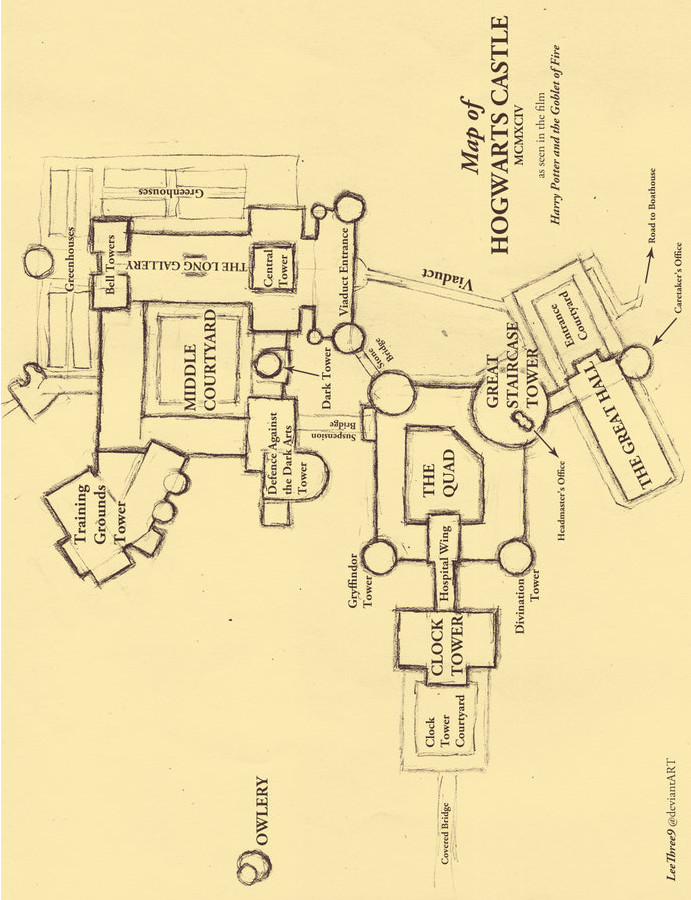 Map of
HOGWARTS CASTLE
MCMXCIV
as seen in the film
Harry Potter and the Goblet of Fire
Greenhouses
Greenhouses
Bell Towers
THE LONG GALLERY
Central
Tower
Viaduct Entrance
Viaduct
MIDDLE
COURTYARD
Dark Tower
Stone
Bridge
Suspension
Bridge
Defence Against
the Dark Arts
Tower
Training
Grounds
Tower
Entrance
Courtyard
Road to Boathouse
Caretaker's Office
GREAT
STAIRCASE
TOWER
THE GREAT HALL
Headmaster's Office
THE
QUAD
Hospital Wing
Gryffindor
Tower
Divination
Tower
CLOCK
TOWER
Clock
Tower
Courtyard
Covered Bridge
OWLERY
LeeThree9 @deviantART